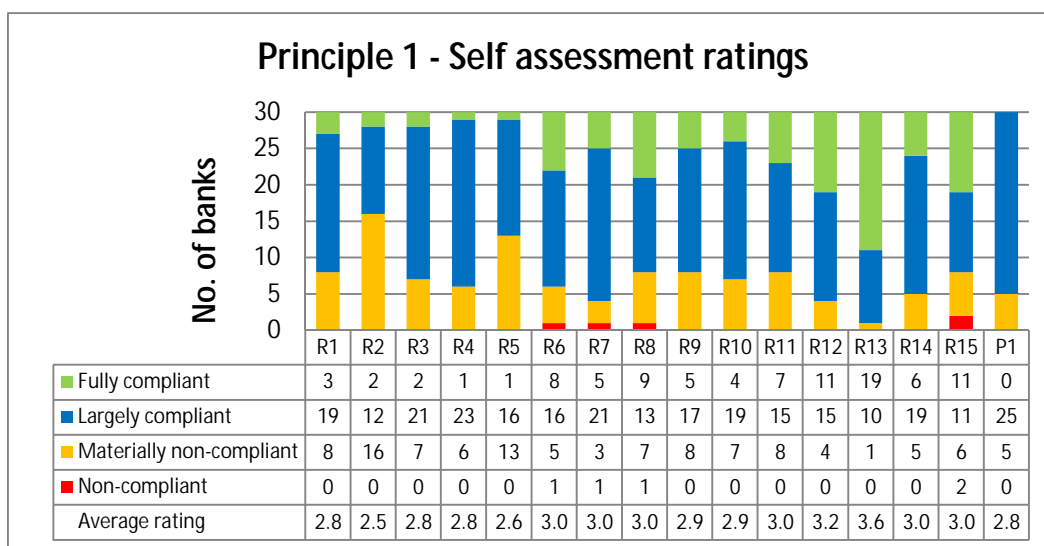 Principle 1 - Self assessment ratings
No. of banks
30
25
20
15
10
5
0
R1 R2 R3 R4 R5 R6 R7 R8 R9 R10 R11 R12 R13 R14 R15 P1
Fully compliant 3 2 2 1 1 8 5 9 5 4 7 11 19 6 11 0
Largely compliant 19 12 21 23 16 16 21 13 17 19 15 15 10 19 11 25
Materially non-compliant 8 16 7 6 13 5 3 7 8 7 8 4 1 5 6 5
Non-compliant 0 0 0 0 0 1 1 1 0 0 0 0 0 0 2 0
Average rating 2.8 2.5 2.8 2.8 2.6 3.0 3.0 3.0 2.9 2.9 3.0 3.2 3.6 3.0 3.0 2.8